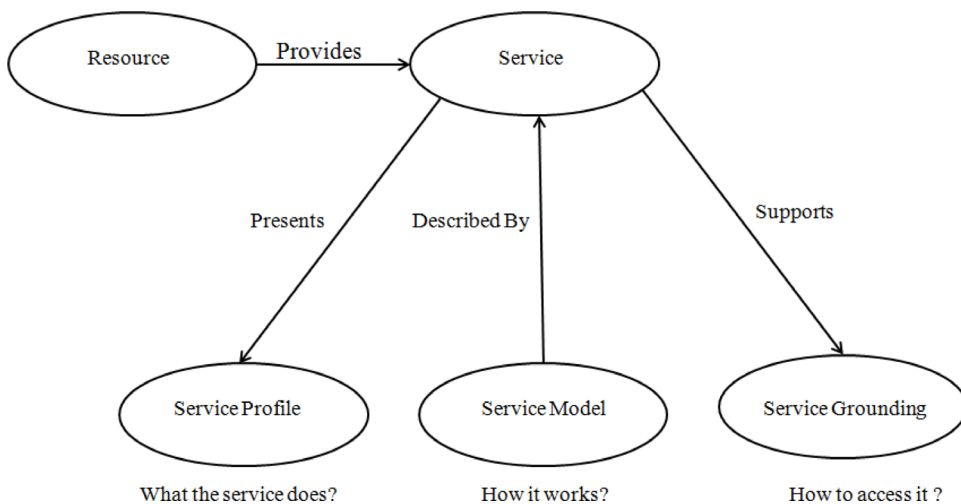 Resource
Provides
Service
Presents
Described By
Supports
Service Profile
Service Model
Service Grounding
What the service does?
How it works?
How to access it ?